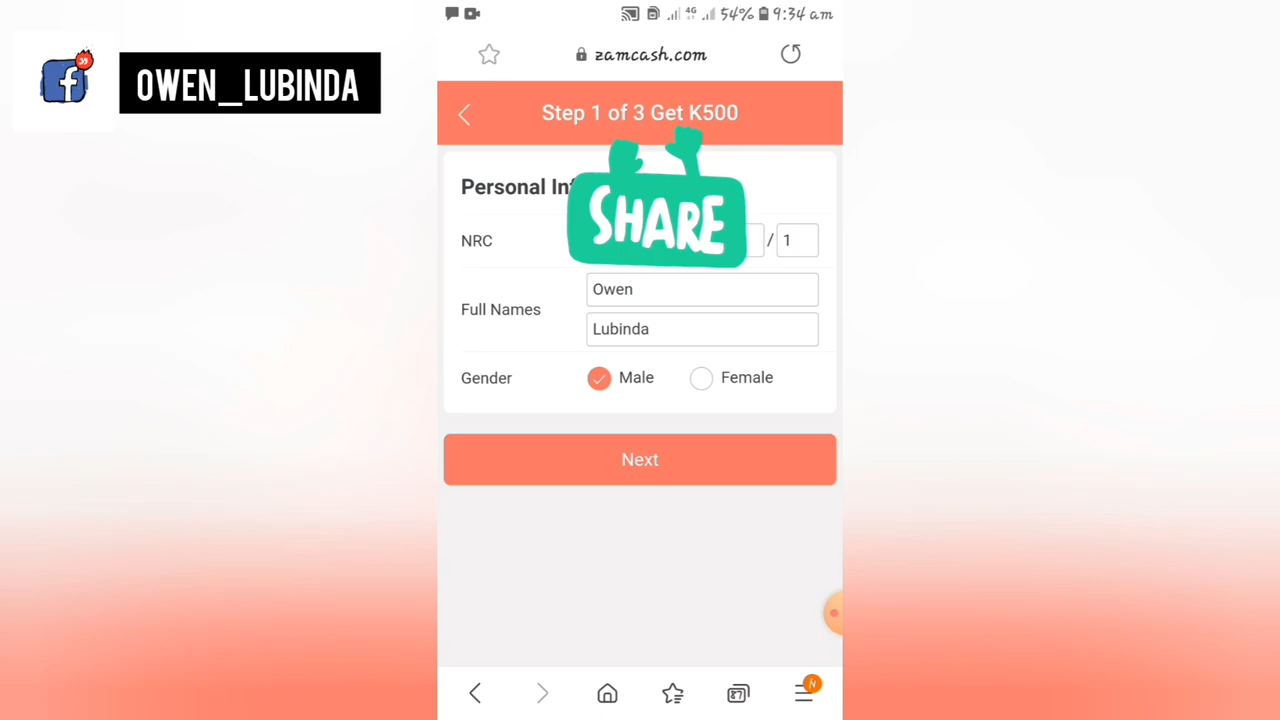 54% 9:34 am
OWEN_LUBINDA
zamcash.com
Step 1 of 3 Get K500
Personal
SHARE
NRC / 1
Full Names
Owen
Lubinda
Gender Male Female
Next